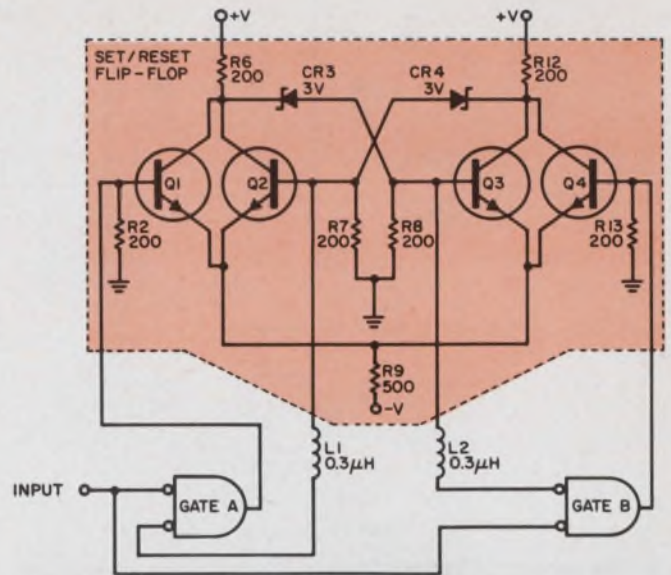 +V
+V
SET/RESET
FLIP-FLOP
R6
200
CR3
3V
CR4
3V
R12
200
Q1
Q2
Q3
Q4
R2
200
R7
200
R8
200
R13
200
R9
500
-V
L1
0.3μH
L2
0.3μH
INPUT
GATE A
GATE B